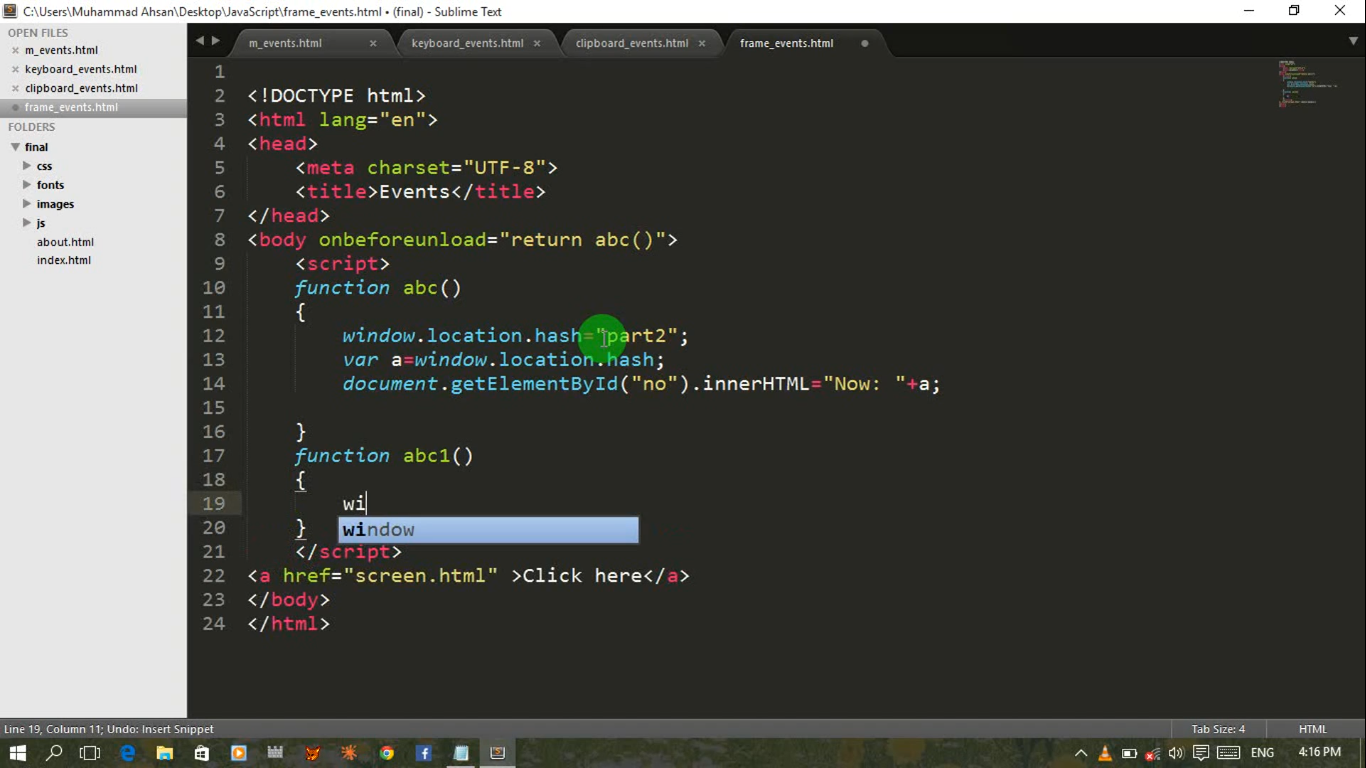 C:\Users\Muhammad Ahsan\Desktop\JavaScript\frame_events.html • (final) - Sublime Text
OPEN FILES
m_events.html
keyboard_events.html
clipboard_events.html
frame_events.html
FOLDERS
final
css
fonts
images
js
about.html
index.html
m_events.html
keyboard_events.html
clipboard_events.html
frame_events.html
1
2 <!DOCTYPE html>
3 <html lang="en">
4 <head>
5 <meta charset="UTF-8">
6 <title>Events</title>
7 </head>
8 <body onbeforeunload="return abc()">
9 <script>
10 function abc()
11 {
12 window.location.hash="part2";
13 var a=window.location.hash;
14 document.getElementById("no").innerHTML="Now: "+a;
15
16 }
17 function abc1()
18 {
19 wi
window
20 }
21 </script>
22 <a href="screen.html" >Click here</a>
23 </body>
24 </html>
Line 19, Column 11; Undo: Insert Snippet
Tab Size: 4
HTML
ENG
4:16 PM